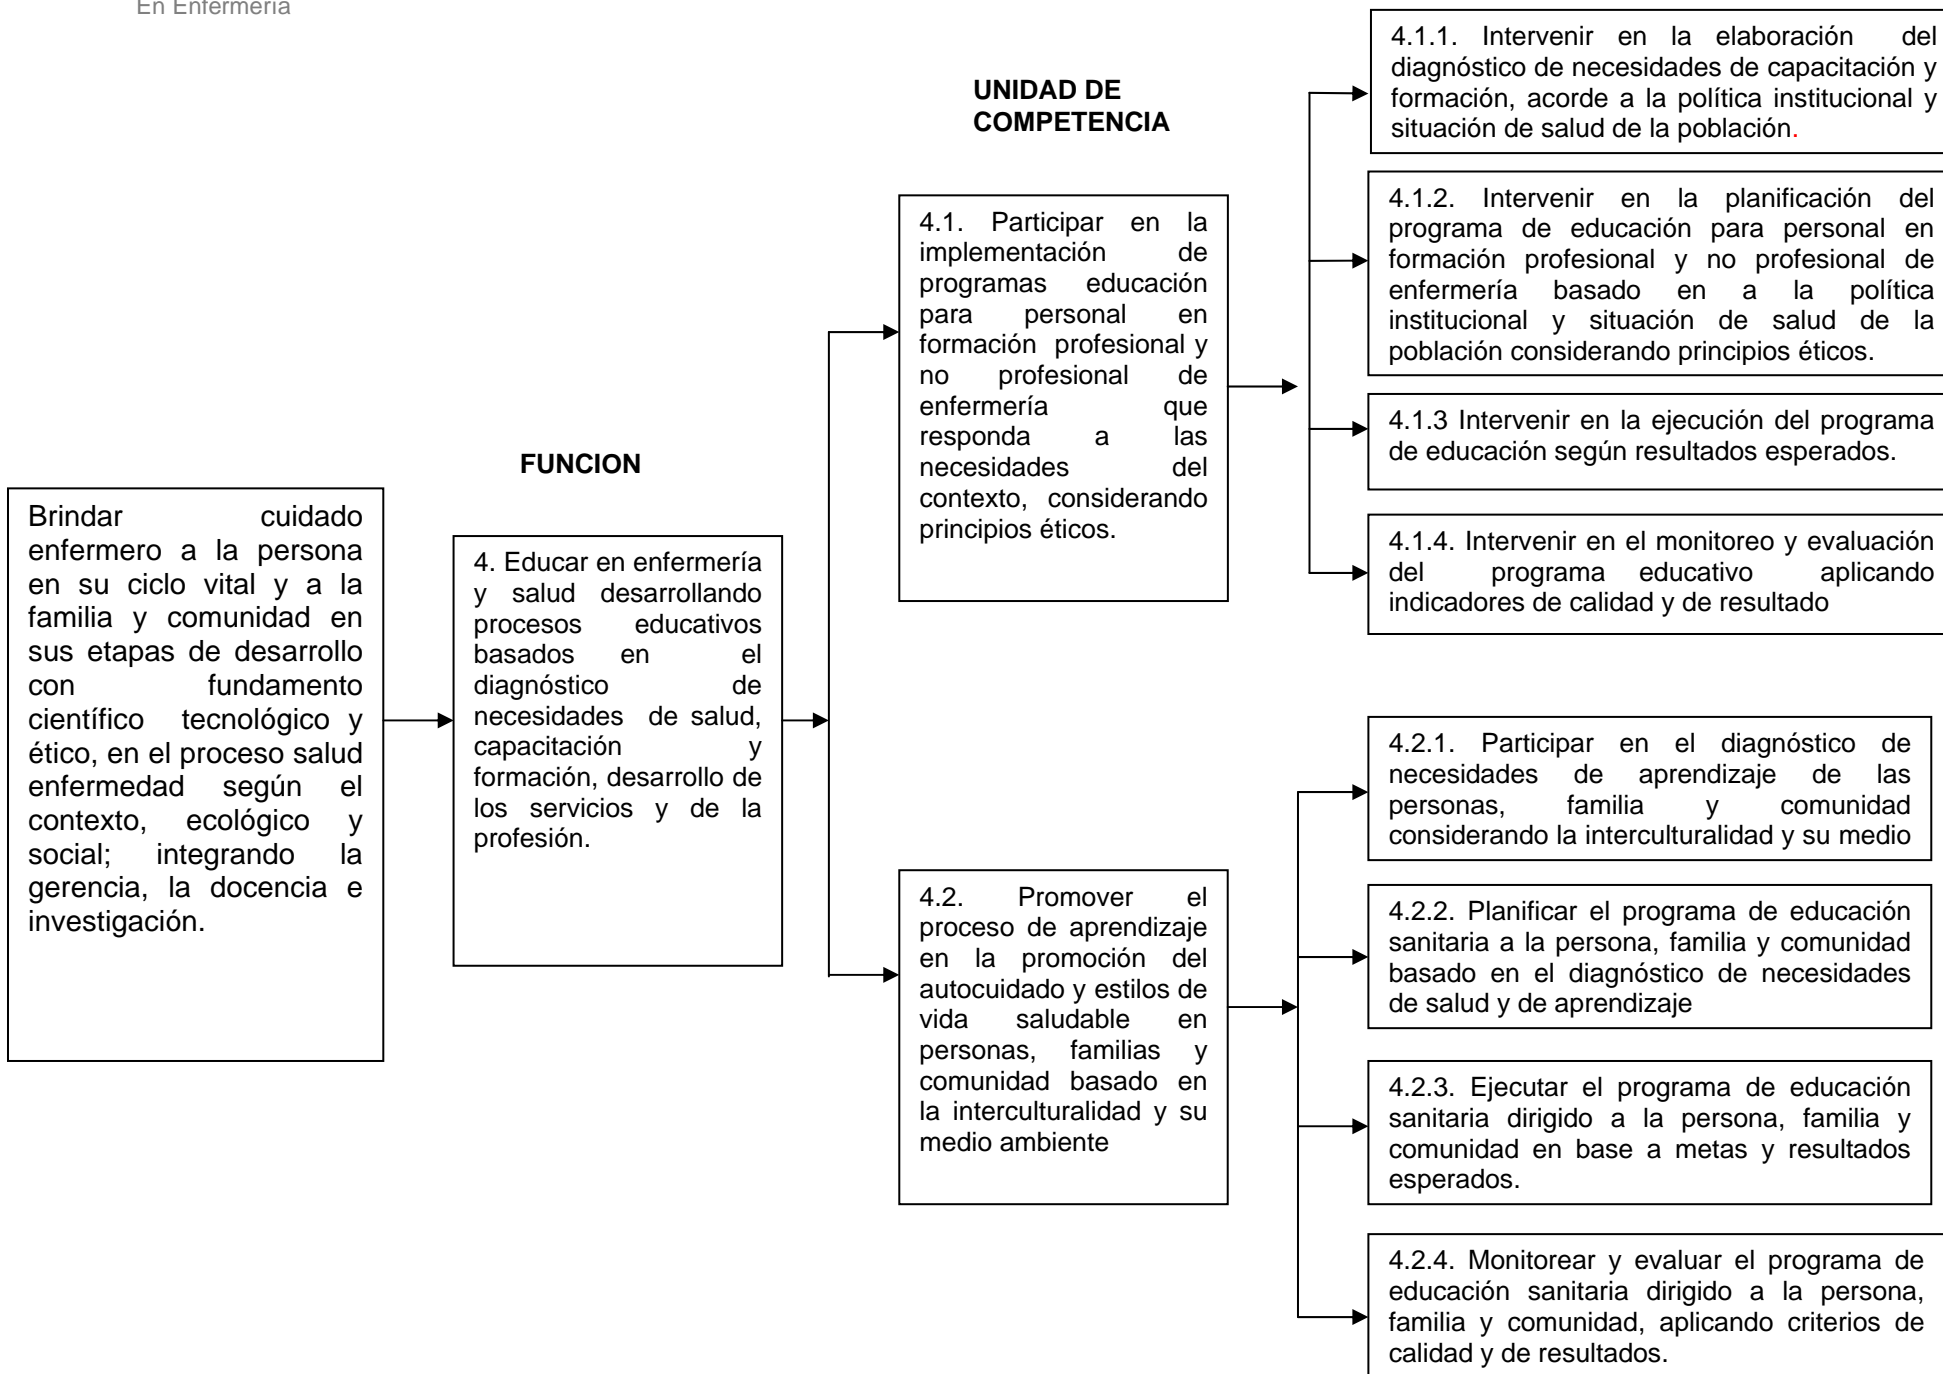 En Enfermería
UNIDAD DE
COMPETENCIA
FUNCION
Brindar cuidado
enfermero a la persona
en su ciclo vital y a la
familia y comunidad en
sus etapas de desarrollo
con fundamento
científico tecnológico y
ético, en el proceso salud
enfermedad según el
contexto, ecológico y
social; integrando la
gerencia, la docencia e
investigación.
4. Educar en enfermería
y salud desarrollando
procesos educativos
basados en el
diagnóstico de
necesidades de salud,
capacitación y
formación, desarrollo de
los servicios y de la
profesión.
4.1. Participar en la
implementación de
programas educación
para personal en
formación profesional y
no profesional de
enfermería que
responda a las
necesidades del
contexto, considerando
principios éticos.
4.1.1. Intervenir en la elaboración del
diagnóstico de necesidades de capacitación y
formación, acorde a la política institucional y
situación de salud de la población.
4.1.2. Intervenir en la planificación del
programa de educación para personal en
formación profesional y no profesional de
enfermería basado en a la política
institucional y situación de salud de la
población considerando principios éticos.
4.1.3 Intervenir en la ejecución del programa
de educación según resultados esperados.
4.1.4. Intervenir en el monitoreo y evaluación
del programa educativo aplicando
indicadores de calidad y de resultado
4.2. Promover el
proceso de aprendizaje
en la promoción del
autocuidado y estilos de
vida saludable en
personas, familias y
comunidad basado en
la interculturalidad y su
medio ambiente
4.2.1. Participar en el diagnóstico de
necesidades de aprendizaje de las
personas, familia y comunidad
considerando la interculturalidad y su medio
4.2.2. Planificar el programa de educación
sanitaria a la persona, familia y comunidad
basado en el diagnóstico de necesidades
de salud y de aprendizaje
4.2.3. Ejecutar el programa de educación
sanitaria dirigido a la persona, familia y
comunidad en base a metas y resultados
esperados.
4.2.4. Monitorear y evaluar el programa de
educación sanitaria dirigido a la persona,
familia y comunidad, aplicando criterios de
calidad y de resultados.